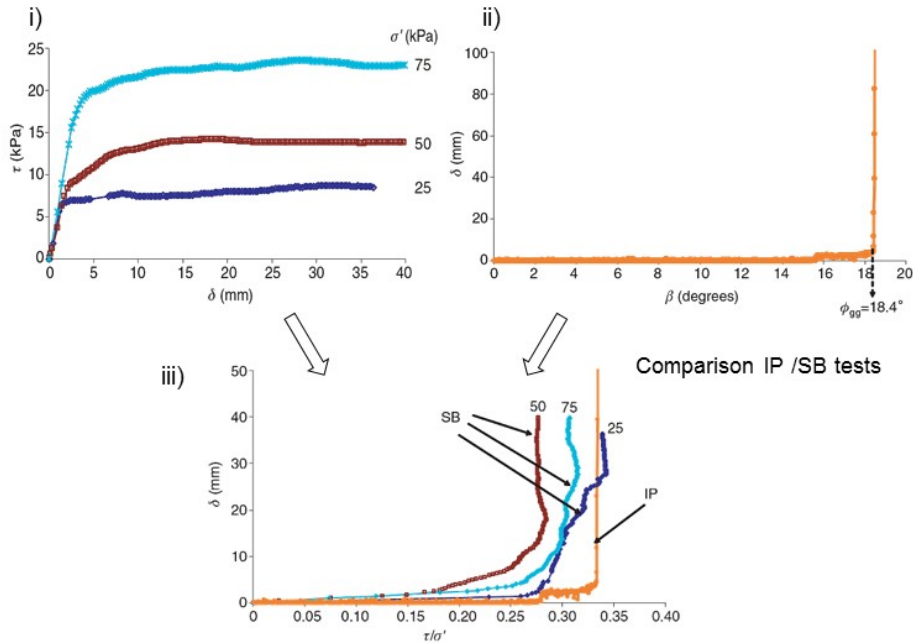 i)
σ' (kPa)
25
20
15
10
5
0
τ (kPa)
75
50
25
0 5 10 15 20 25 30 35 40
δ (mm)
ii)
100
80
60
40
20
0
δ (mm)
0 2 4 6 8 10 12 14 16 18 20
β (degrees)
ϕgg=18.4°
iii)
Comparison IP /SB tests
50
40
30
20
10
0
δ (mm)
SB
50 75
25
IP
0 0.05 0.10 0.15 0.20 0.25 0.30 0.35 0.40
τ/σ'